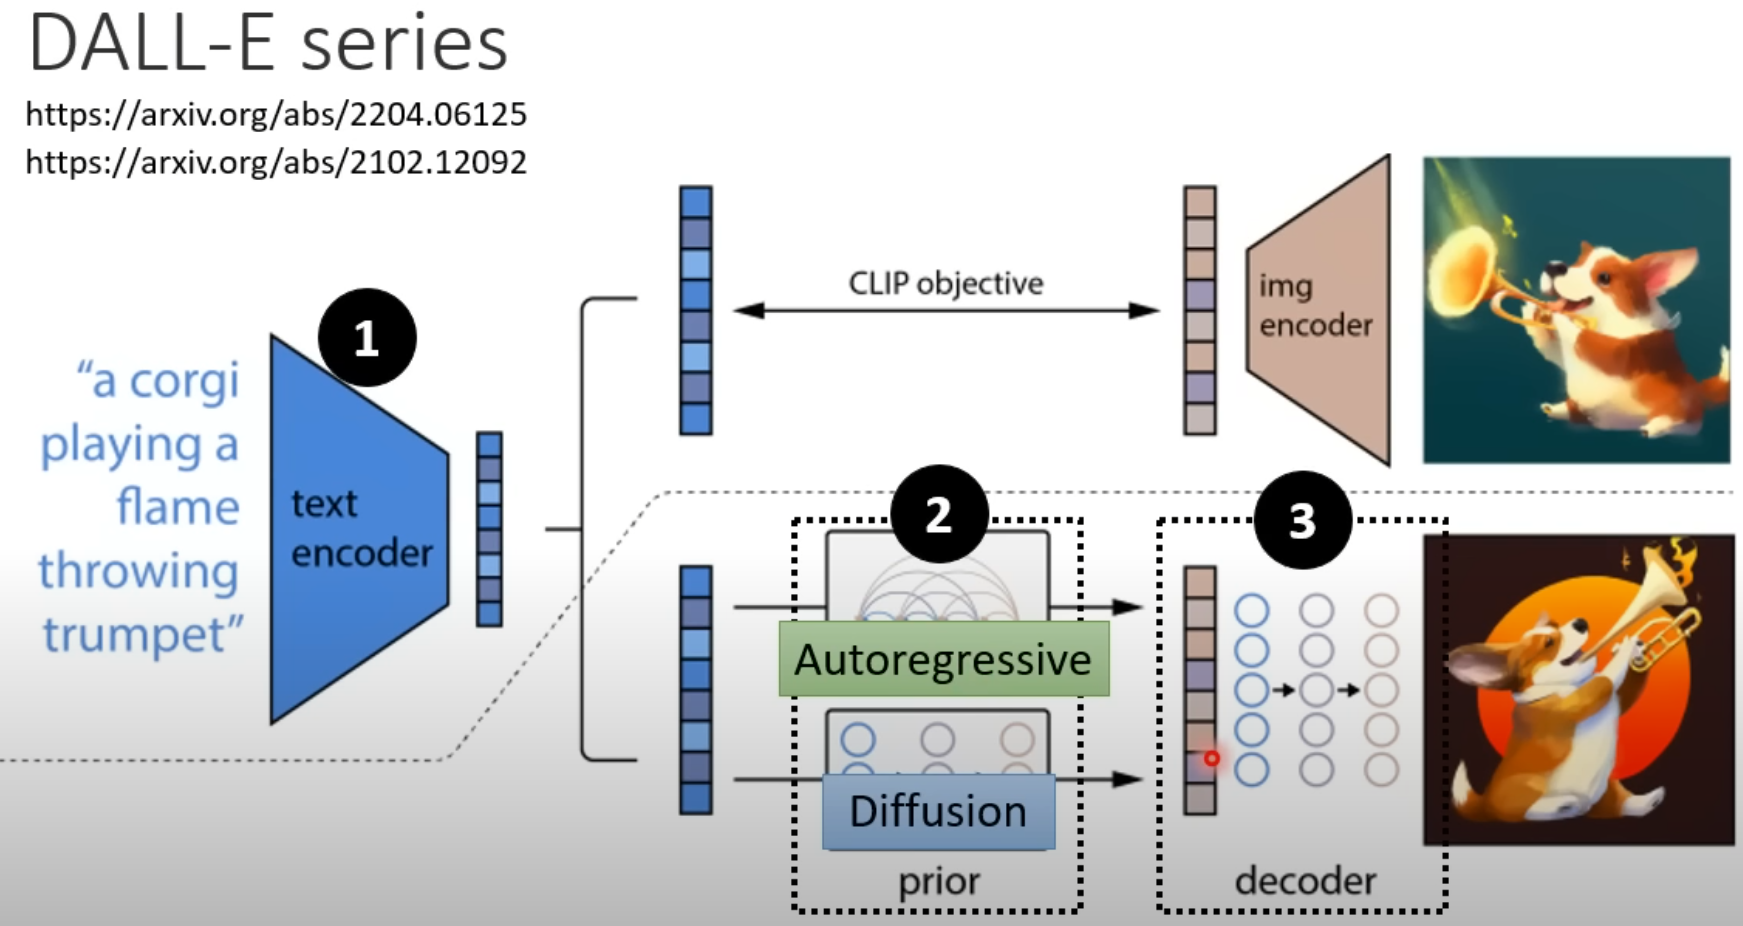 DALL-E series
https://arxiv.org/abs/2204.06125
https://arxiv.org/abs/2102.12092
1
“a corgi
playing a
flame
throwing
trumpet”
text
encoder
CLIP objective
img
encoder
2
Autoregressive
Diffusion
prior
3
decoder